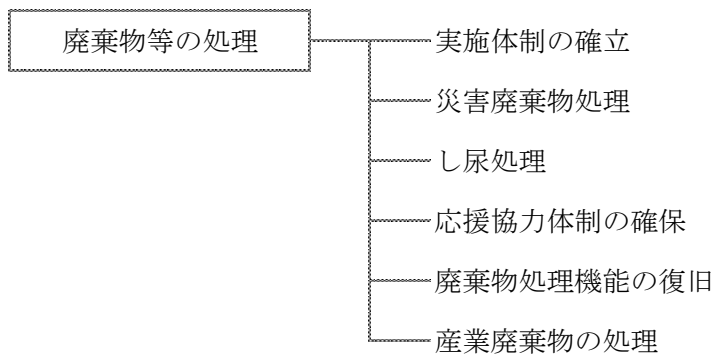 廃棄物等の処理
実施体制の確立
災害廃棄物処理
し尿処理
応援協力体制の確保
廃棄物処理機能の復旧
産業廃棄物の処理